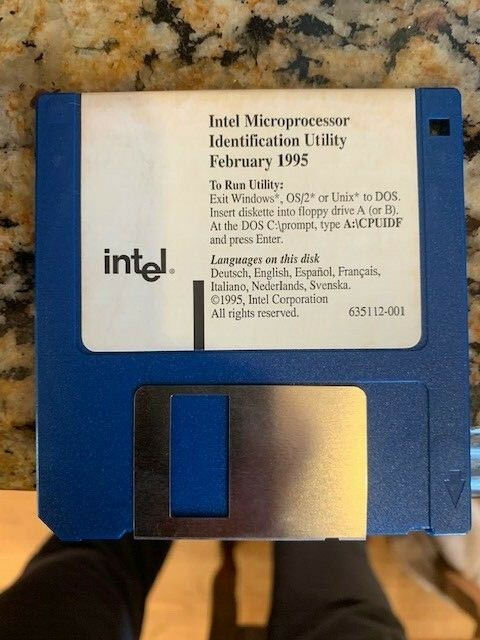 Intel Microprocessor
Identification Utility
February 1995
To Run Utility:
Exit Windows*, OS/2* or Unix* to DOS.
Insert diskette into floppy drive A (or B).
At the DOS C:\prompt, type A:\CPUIDF
and press Enter.
intel®
Languages on this disk
Deutsch, English, Español, Français,
Italiano, Nederlands, Svenska.
©1995, Intel Corporation
All rights reserved. 635112-001